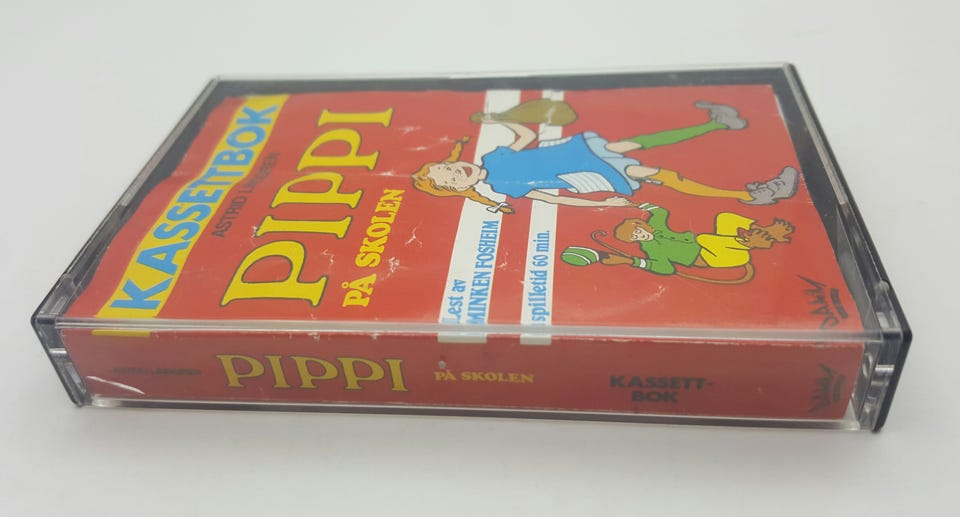 KASSETTBOK
ASTRID LINDGREN
PIPPI
PÅ SKOLEN
Lest av
MINKEN FOSHEIM
spilletid 60 min.
ASTRID LINDGREN
PIPPI
PÅ SKOLEN
KASSETT-
BOK